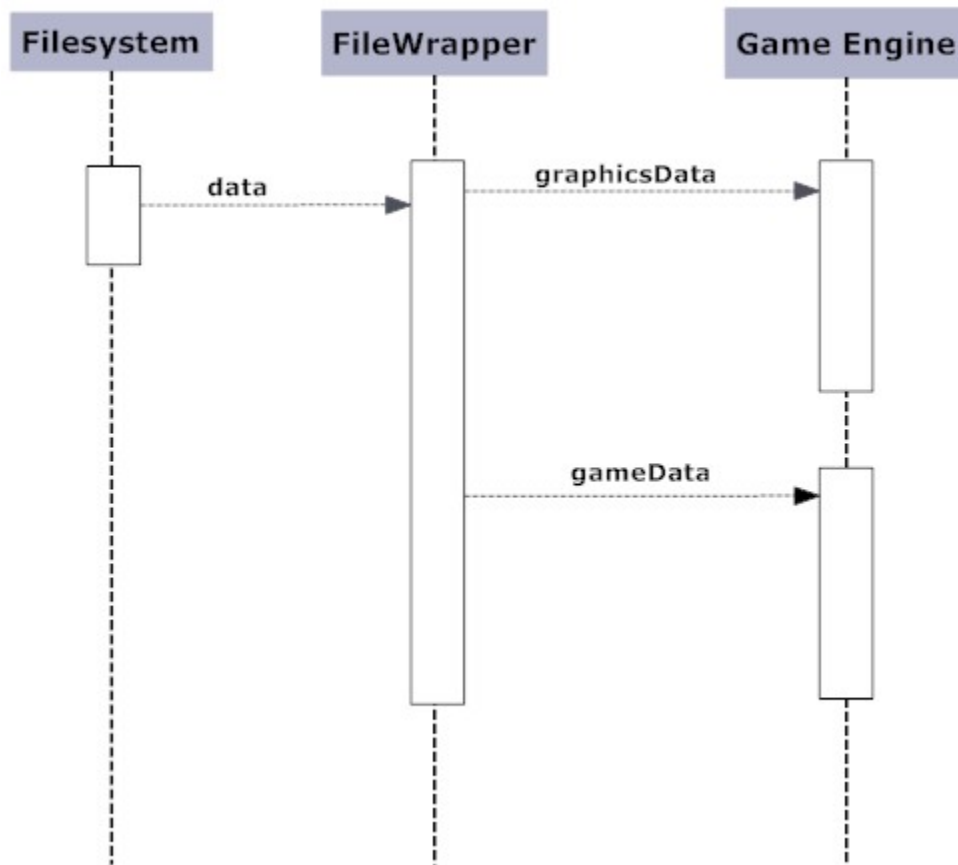 Filesystem
FileWrapper
Game Engine
data
graphicsData
gameData